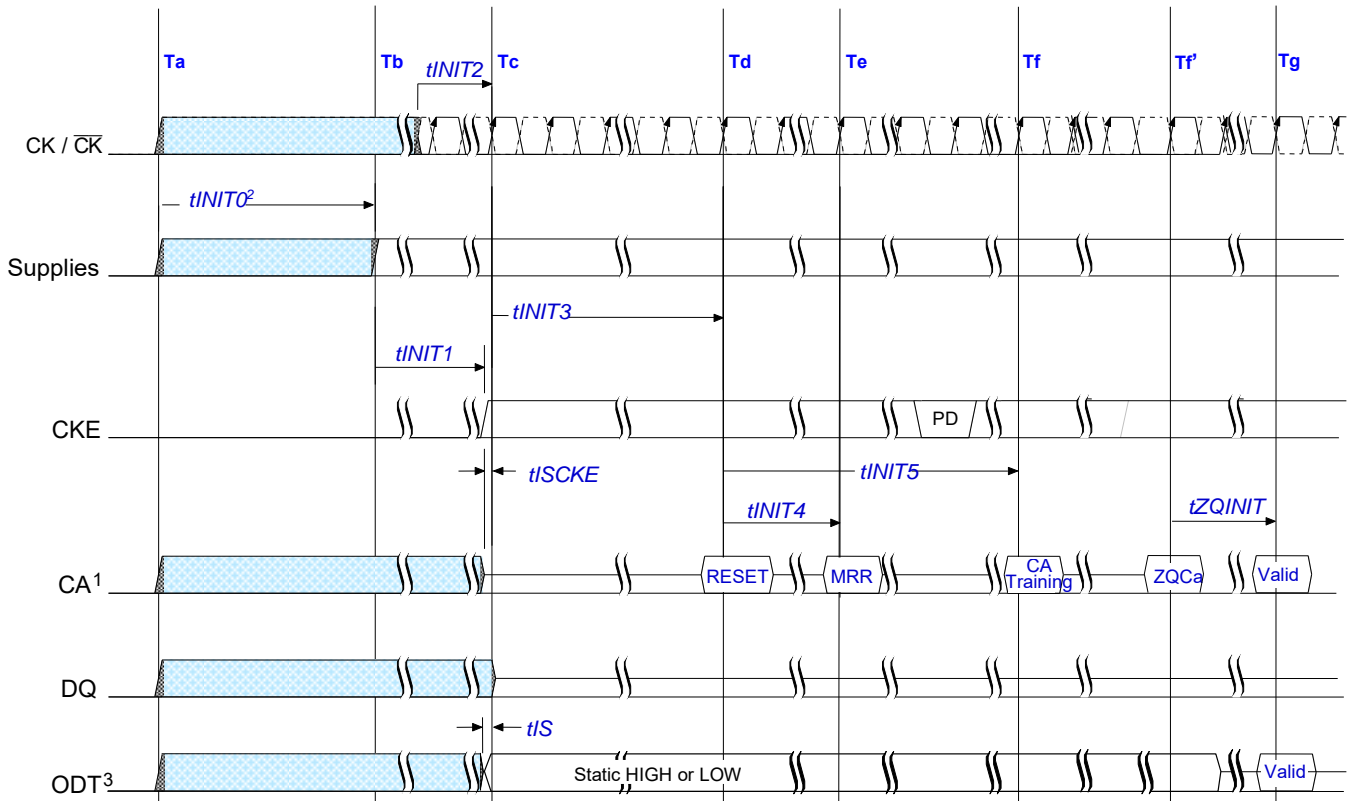 Ta Tb Tc Td Te Tf Tf' Tg
tINIT2
CK / C̅K̅
tINIT0²
Supplies
tINIT3
tINIT1
CKE PD
tISCKE tINIT5
tINIT4 tZQINIT
CA¹ RESET MRR CA Training ZQCa Valid
DQ
tIS
ODT³ Static HIGH or LOW Valid